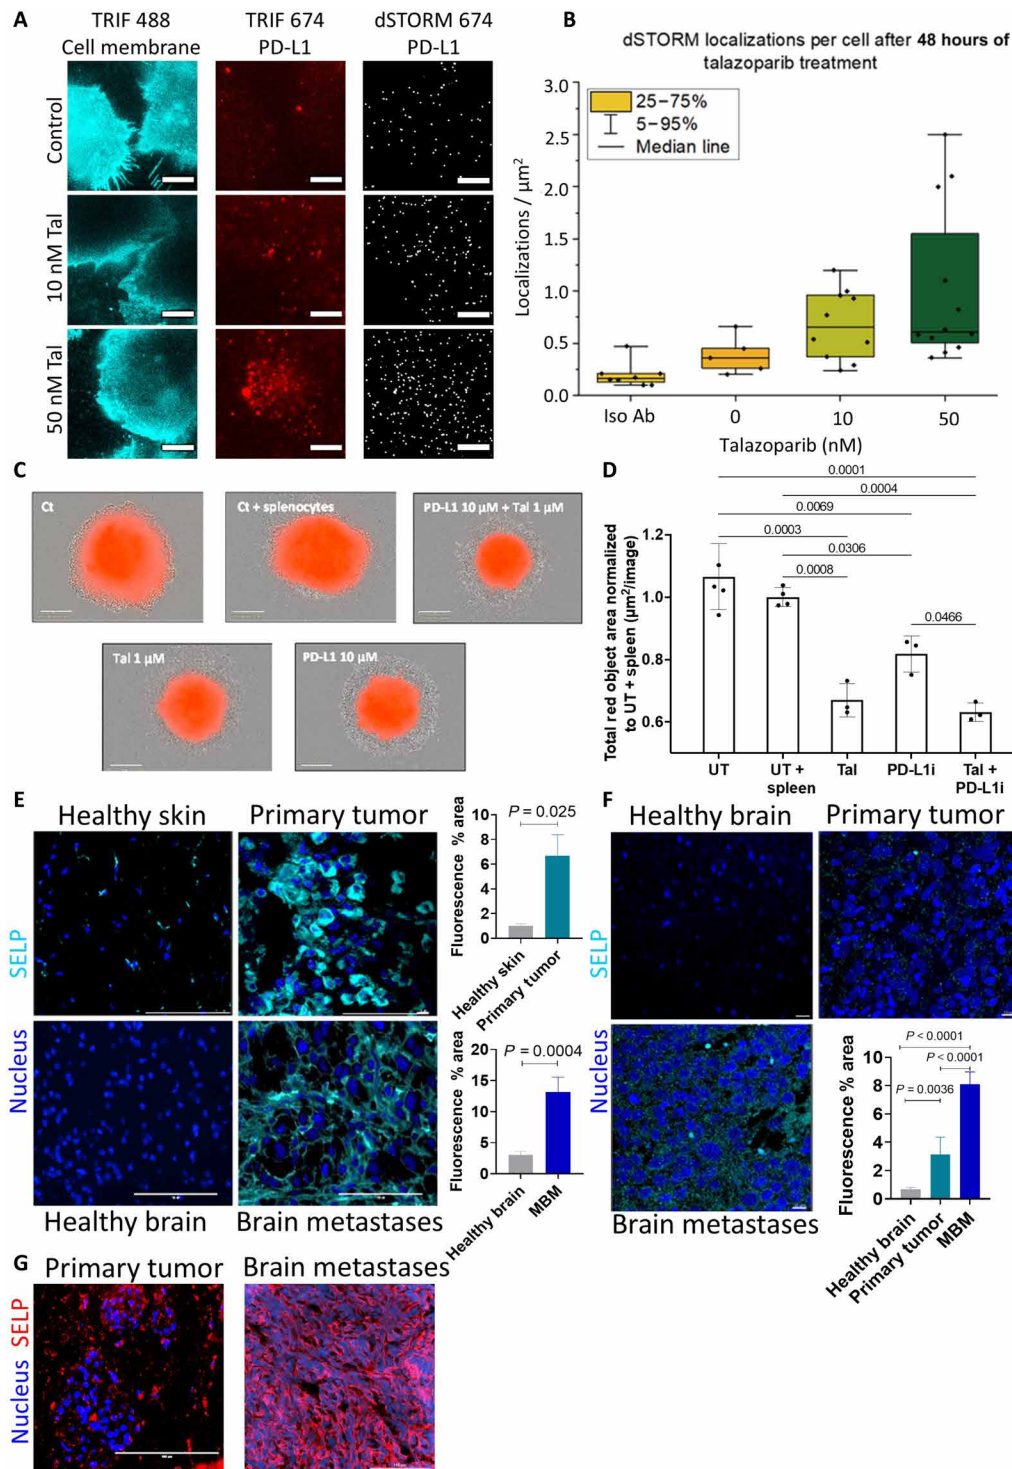 A
TRIF 488
Cell membrane
TRIF 674
PD-L1
dSTORM 674
PD-L1
Control
10 nM Tal
50 nM Tal
B
dSTORM localizations per cell after 48 hours of
talazoparib treatment
25–75%
5–95%
Median line
Localizations / μm²
3.0
2.5
2.0
1.5
1.0
0.5
0.0
Iso Ab
0
10
50
Talazoparib (nM)
C
Ct
Ct + splenocytes
PD-L1 10 μM + Tal 1 μM
Tal 1 μM
PD-L1 10 μM
D
0.0001
0.0004
0.0069
0.0003
0.0306
0.0008
0.0466
Total red object area normalized
to UT + spleen (μm²/image)
1.2
1.0
0.8
0.6
UT
UT +
spleen
Tal
PD-L1i
Tal +
PD-L1i
E
Healthy skin
Primary tumor
SELP
Nucleus
Healthy brain
Brain metastases
P = 0.025
Fluorescence % area
10
8
6
4
2
0
Healthy skin
Primary tumor
P = 0.0004
Fluorescence % area
20
15
10
5
0
Healthy brain
MBM
F
Healthy brain
Primary tumor
SELP
Nucleus
Brain metastases
P < 0.0001
P < 0.0001
P = 0.0036
Fluorescence % area
10
8
6
4
2
0
Healthy brain
Primary tumor
MBM
G
Primary tumor
Brain metastases
Nucleus SELP